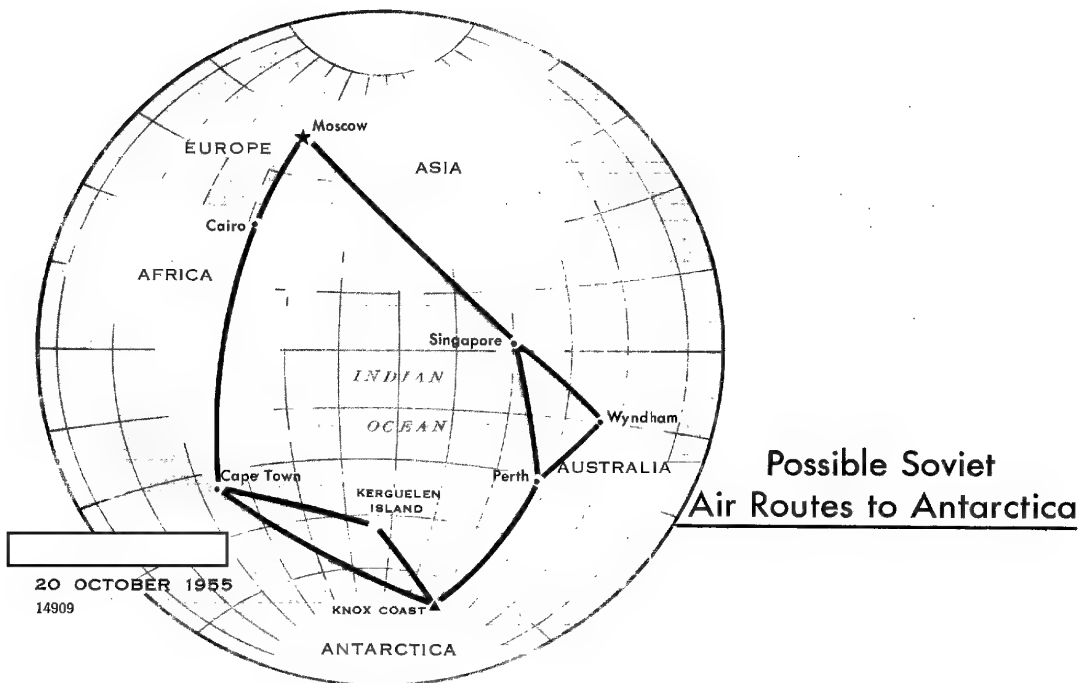 Moscow
EUROPE
ASIA
Cairo
AFRICA
Singapore
INDIAN
OCEAN
Wyndham
Cape Town
Perth
AUSTRALIA
KERGUELEN
ISLAND
Possible Soviet
Air Routes to Antarctica
20 OCTOBER 1955
14909
KNOX COAST
ANTARCTICA